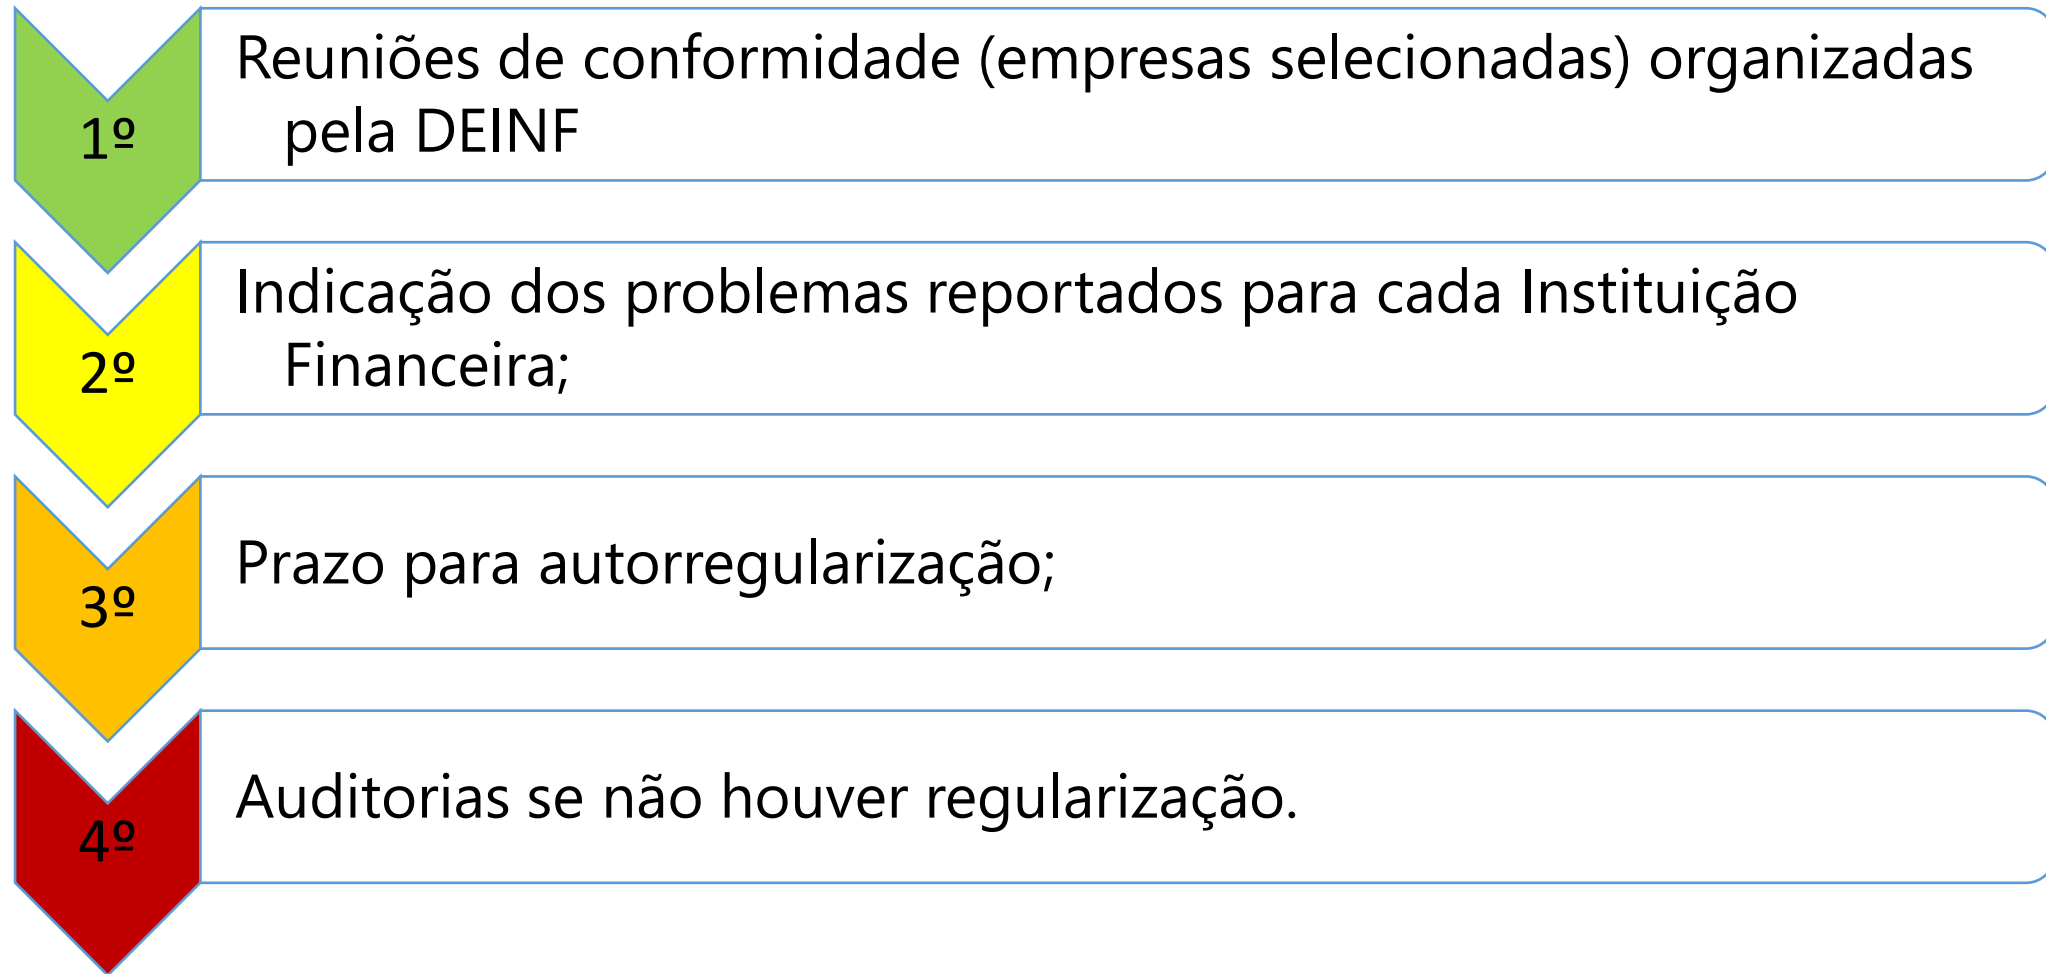 1º
Reuniões de conformidade (empresas selecionadas) organizadas
pela DEINF
2º
Indicação dos problemas reportados para cada Instituição
Financeira;
3º
Prazo para autorregularização;
4º
Auditorias se não houver regularização.